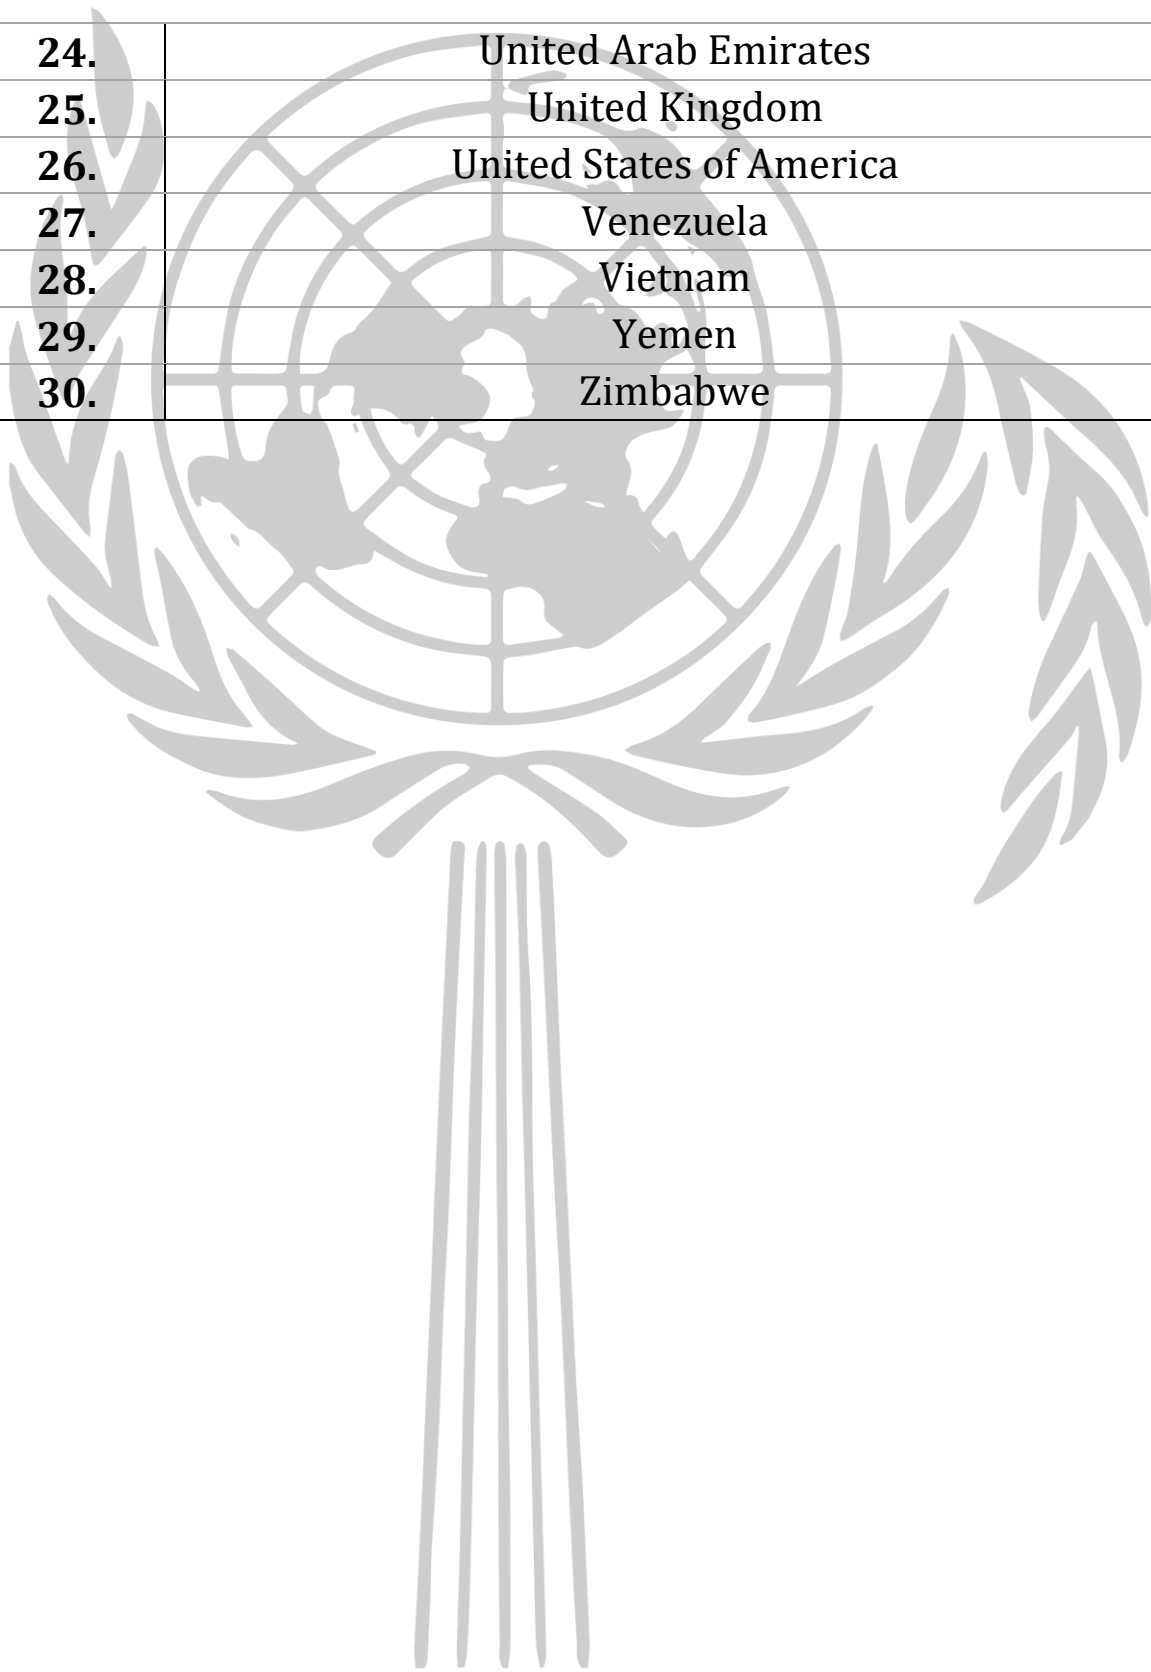 24. United Arab Emirates
25. United Kingdom
26. United States of America
27. Venezuela
28. Vietnam
29. Yemen
30. Zimbabwe